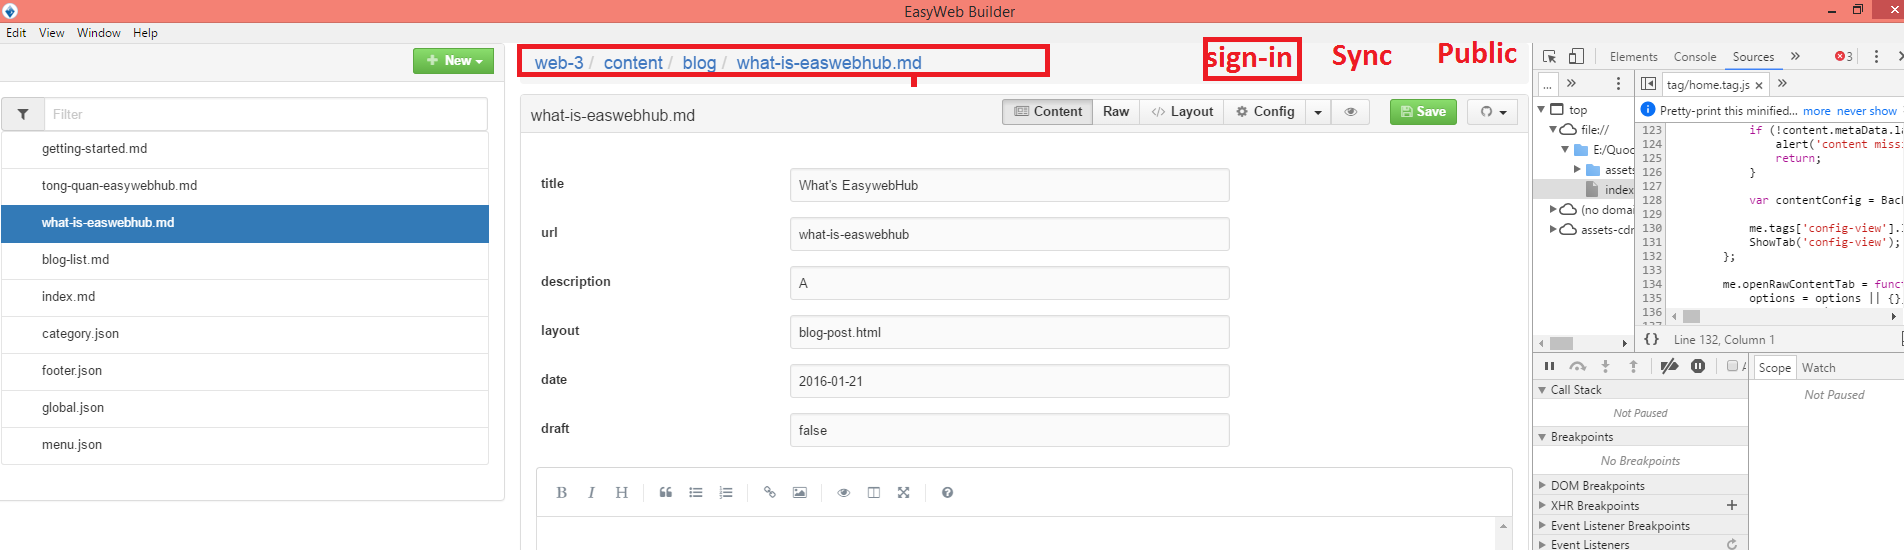 EasyWeb Builder
Edit View Window Help
New
web-3 / content / blog / what-is-easwebhub.md
sign-in Sync Public
Filter
getting-started.md
tong-quan-easywebhub.md
what-is-easwebhub.md
blog-list.md
index.md
category.json
footer.json
global.json
menu.json
what-is-easwebhub.md
Content Raw </> Layout Config Save
title What's EasywebHub
url what-is-easwebhub
description A
layout blog-post.html
date 2016-01-21
draft false
B I H
Elements Console Sources » 3
... » tag/home.tag.js × »
Pretty-print this minified... more never show
top
file://
E:/Quoc
assets
index
(no domai
assets-cdn
123 if (!content.metaData.la
124 alert('content missi
125 return;
126 }
127
128 var contentConfig = Back
129
130 me.tags['config-view'].
131 ShowTab('config-view');
132 };
133
134 me.openRawContentTab = funct
135 options = options || {}
136
{} Line 132, Column 1
Scope Watch
Not Paused
Call Stack
Not Paused
Breakpoints
No Breakpoints
DOM Breakpoints
XHR Breakpoints
Event Listener Breakpoints
Event Listeners